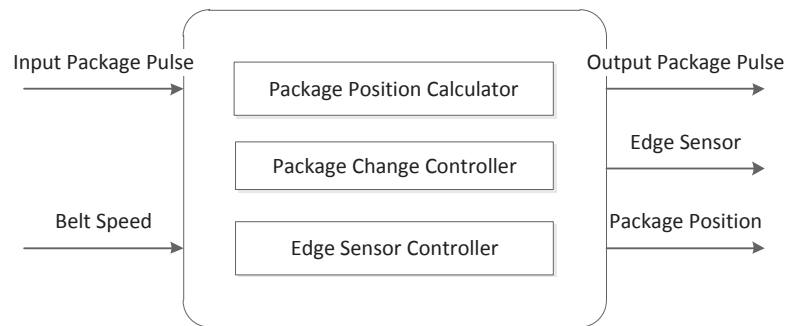 Input Package Pulse
Belt Speed
Package Position Calculator
Package Change Controller
Edge Sensor Controller
Output Package Pulse
Edge Sensor
Package Position